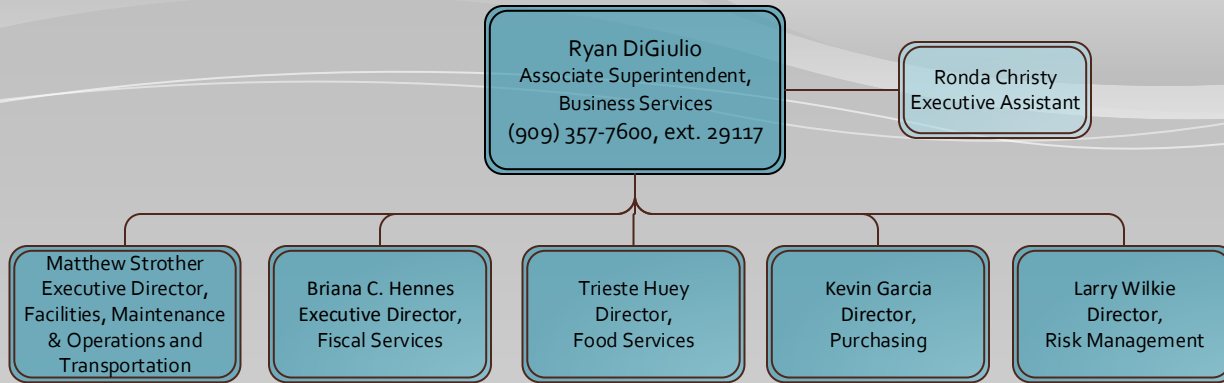 Ryan DiGiulio
Associate Superintendent,
Business Services
(909) 357-7600, ext. 29117
Ronda Christy
Executive Assistant
Matthew Strother
Executive Director,
Facilities, Maintenance
& Operations and
Transportation
Briana C. Hennes
Executive Director,
Fiscal Services
Trieste Huey
Director,
Food Services
Kevin Garcia
Director,
Purchasing
Larry Wilkie
Director,
Risk Management